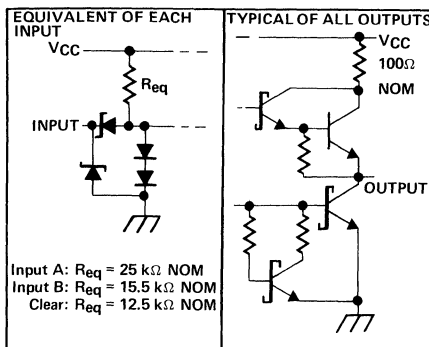 EQUIVALENT OF EACH
INPUT
VCC
Req
INPUT
Input A: Req = 25 kΩ NOM
Input B: Req = 15.5 kΩ NOM
Clear: Req = 12.5 kΩ NOM
TYPICAL OF ALL OUTPUTS
VCC
100Ω
NOM
OUTPUT